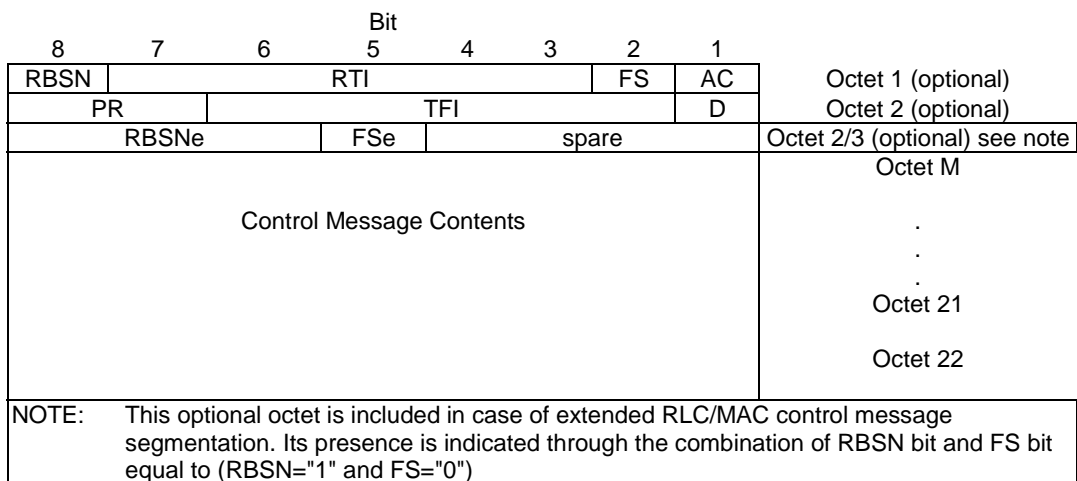 Bit
8 7 6 5 4 3 2 1
RBSN RTI FS AC Octet 1 (optional)
PR TFI D Octet 2 (optional)
RBSNe FSe spare Octet 2/3 (optional) see note
Octet M
Control Message Contents .
.
.
Octet 21
Octet 22
NOTE: This optional octet is included in case of extended RLC/MAC control message
segmentation. Its presence is indicated through the combination of RBSN bit and FS bit
equal to (RBSN="1" and FS="0")